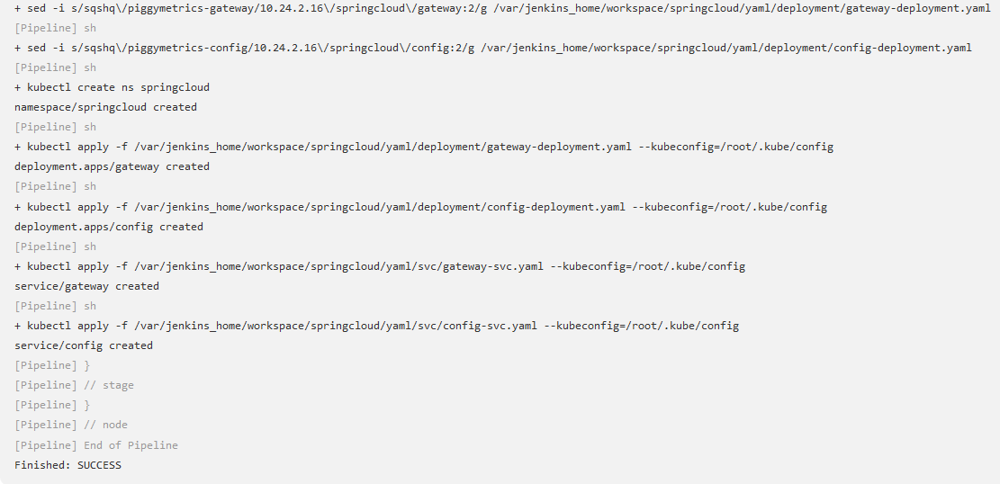 + sed -i s/sqshq\/piggymetrics-gateway/10.24.2.16\/springcloud\/gateway:2/g /var/jenkins_home/workspace/springcloud/yaml/deployment/gateway-deployment.yaml
[Pipeline] sh
+ sed -i s/sqshq\/piggymetrics-config/10.24.2.16\/springcloud\/config:2/g /var/jenkins_home/workspace/springcloud/yaml/deployment/config-deployment.yaml
[Pipeline] sh
+ kubectl create ns springcloud
namespace/springcloud created
[Pipeline] sh
+ kubectl apply -f /var/jenkins_home/workspace/springcloud/yaml/deployment/gateway-deployment.yaml --kubeconfig=/root/.kube/config
deployment.apps/gateway created
[Pipeline] sh
+ kubectl apply -f /var/jenkins_home/workspace/springcloud/yaml/deployment/config-deployment.yaml --kubeconfig=/root/.kube/config
deployment.apps/config created
[Pipeline] sh
+ kubectl apply -f /var/jenkins_home/workspace/springcloud/yaml/svc/gateway-svc.yaml --kubeconfig=/root/.kube/config
service/gateway created
[Pipeline] sh
+ kubectl apply -f /var/jenkins_home/workspace/springcloud/yaml/svc/config-svc.yaml --kubeconfig=/root/.kube/config
service/config created
[Pipeline] }
[Pipeline] // stage
[Pipeline] }
[Pipeline] // node
[Pipeline] End of Pipeline
Finished: SUCCESS